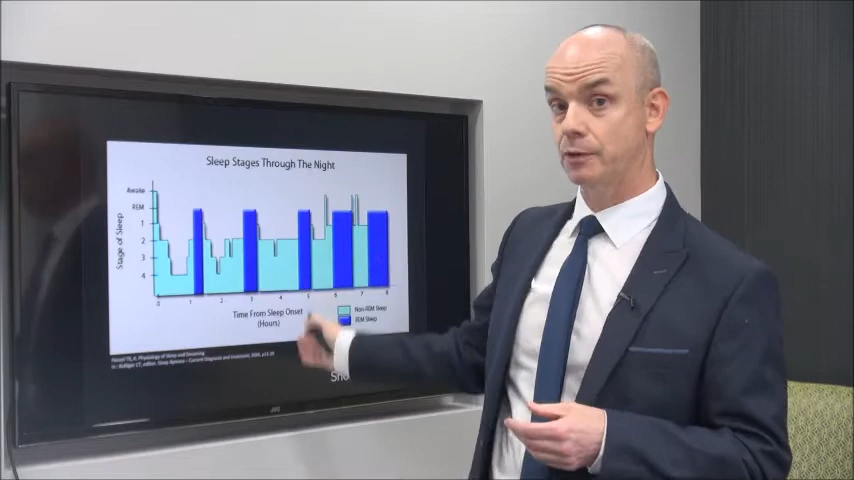 Sleep Stages Through The Night
Awake
REM
1
2
3
4
Stage of Sleep
0 1 2 3 4 5 6 7 8
Time From Sleep Onset
(Hours)
Non-REM Sleep
REM Sleep
JVC